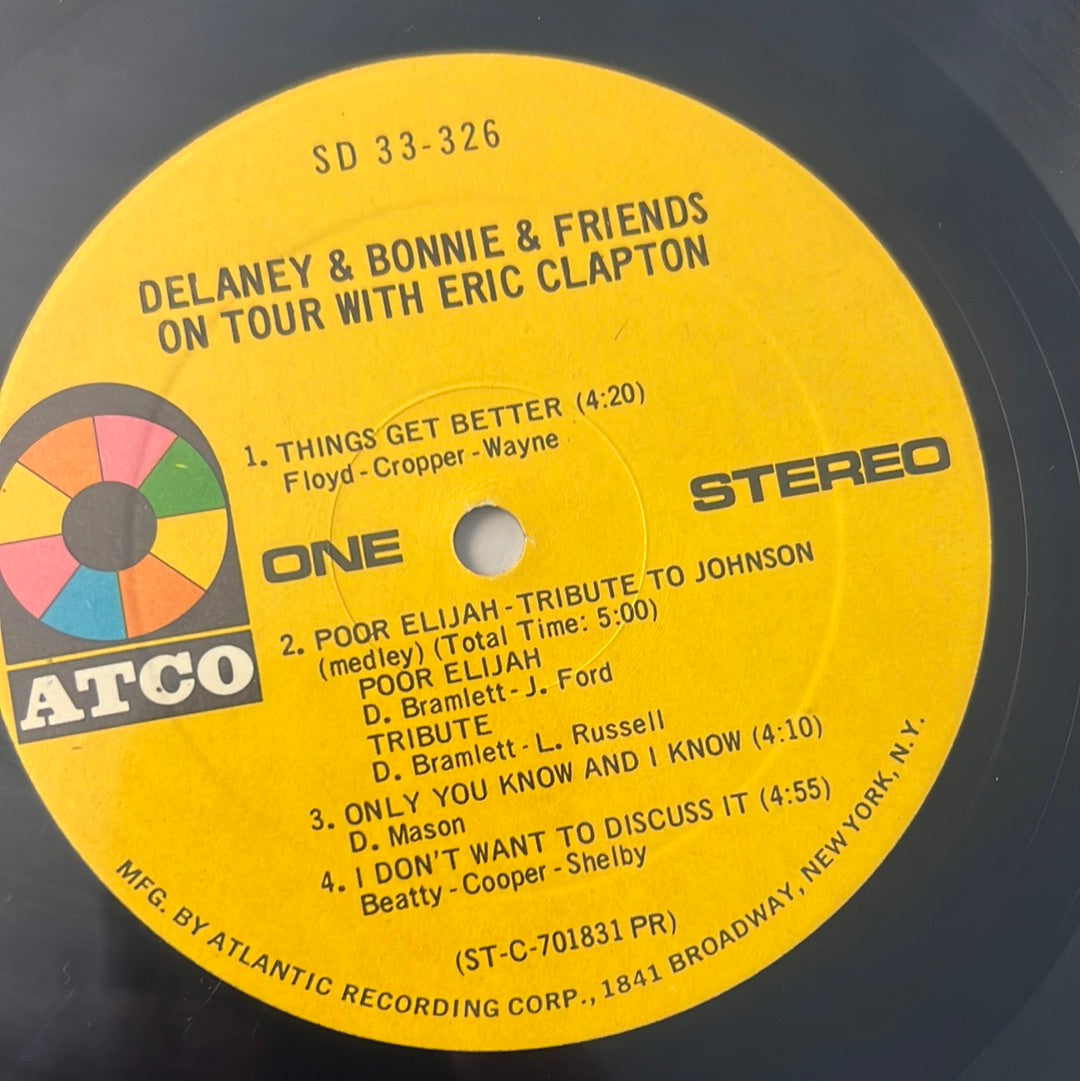 SD 33-326
DELANEY & BONNIE & FRIENDS
ON TOUR WITH ERIC CLAPTON
1. THINGS GET BETTER (4:20)
Floyd-Cropper-Wayne
STEREO
ONE
2. POOR ELIJAH-TRIBUTE TO JOHNSON
(medley) (Total Time: 5:00)
POOR ELIJAH
D. Bramlett-J. Ford
TRIBUTE
D. Bramlett-L. Russell
ATCO
3. ONLY YOU KNOW AND I KNOW (4:10)
D. Mason
4. I DON'T WANT TO DISCUSS IT (4:55)
Beatty-Cooper-Shelby
(ST-C-701831 PR)
MFG. BY ATLANTIC RECORDING CORP., 1841 BROADWAY, NEW YORK, N.Y.